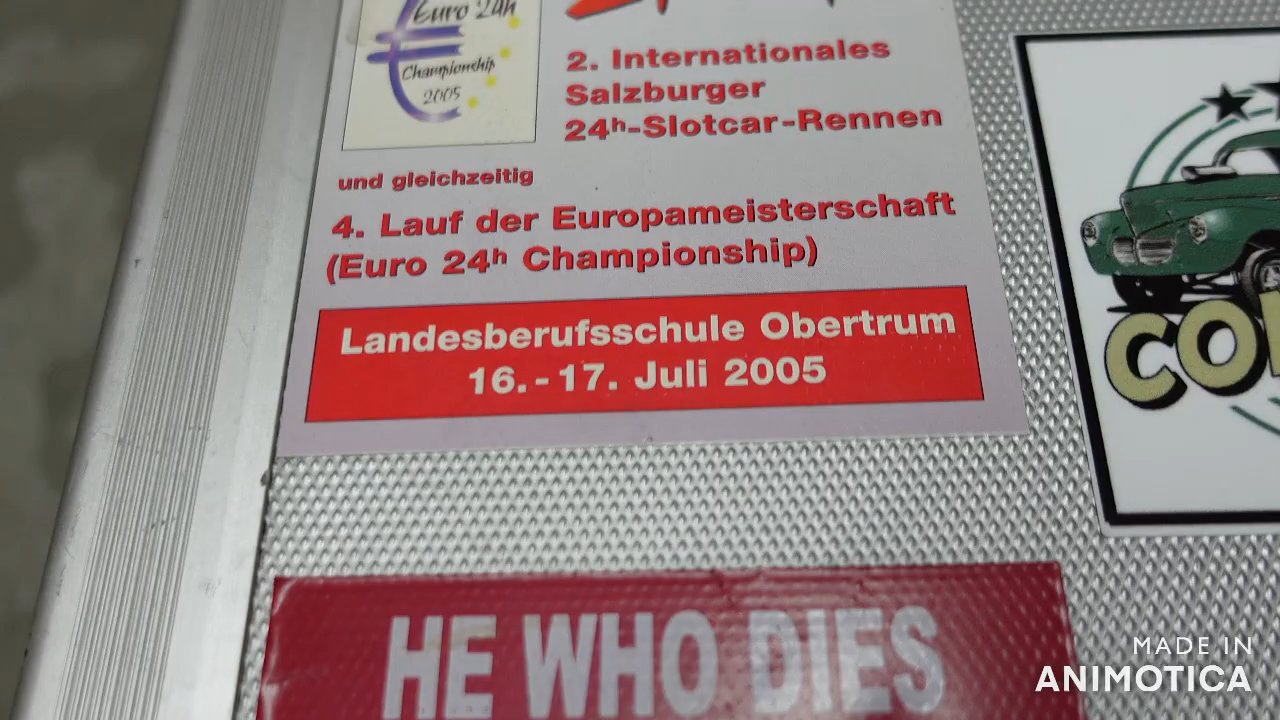 Euro 24h
Championship
2005
2. Internationales
Salzburger
24h-Slotcar-Rennen
und gleichzeitig
4. Lauf der Europameisterschaft
(Euro 24h Championship)
Landesberufsschule Obertrum
16.-17. Juli 2005
HE WHO DIES
MADE IN
ANIMOTICA